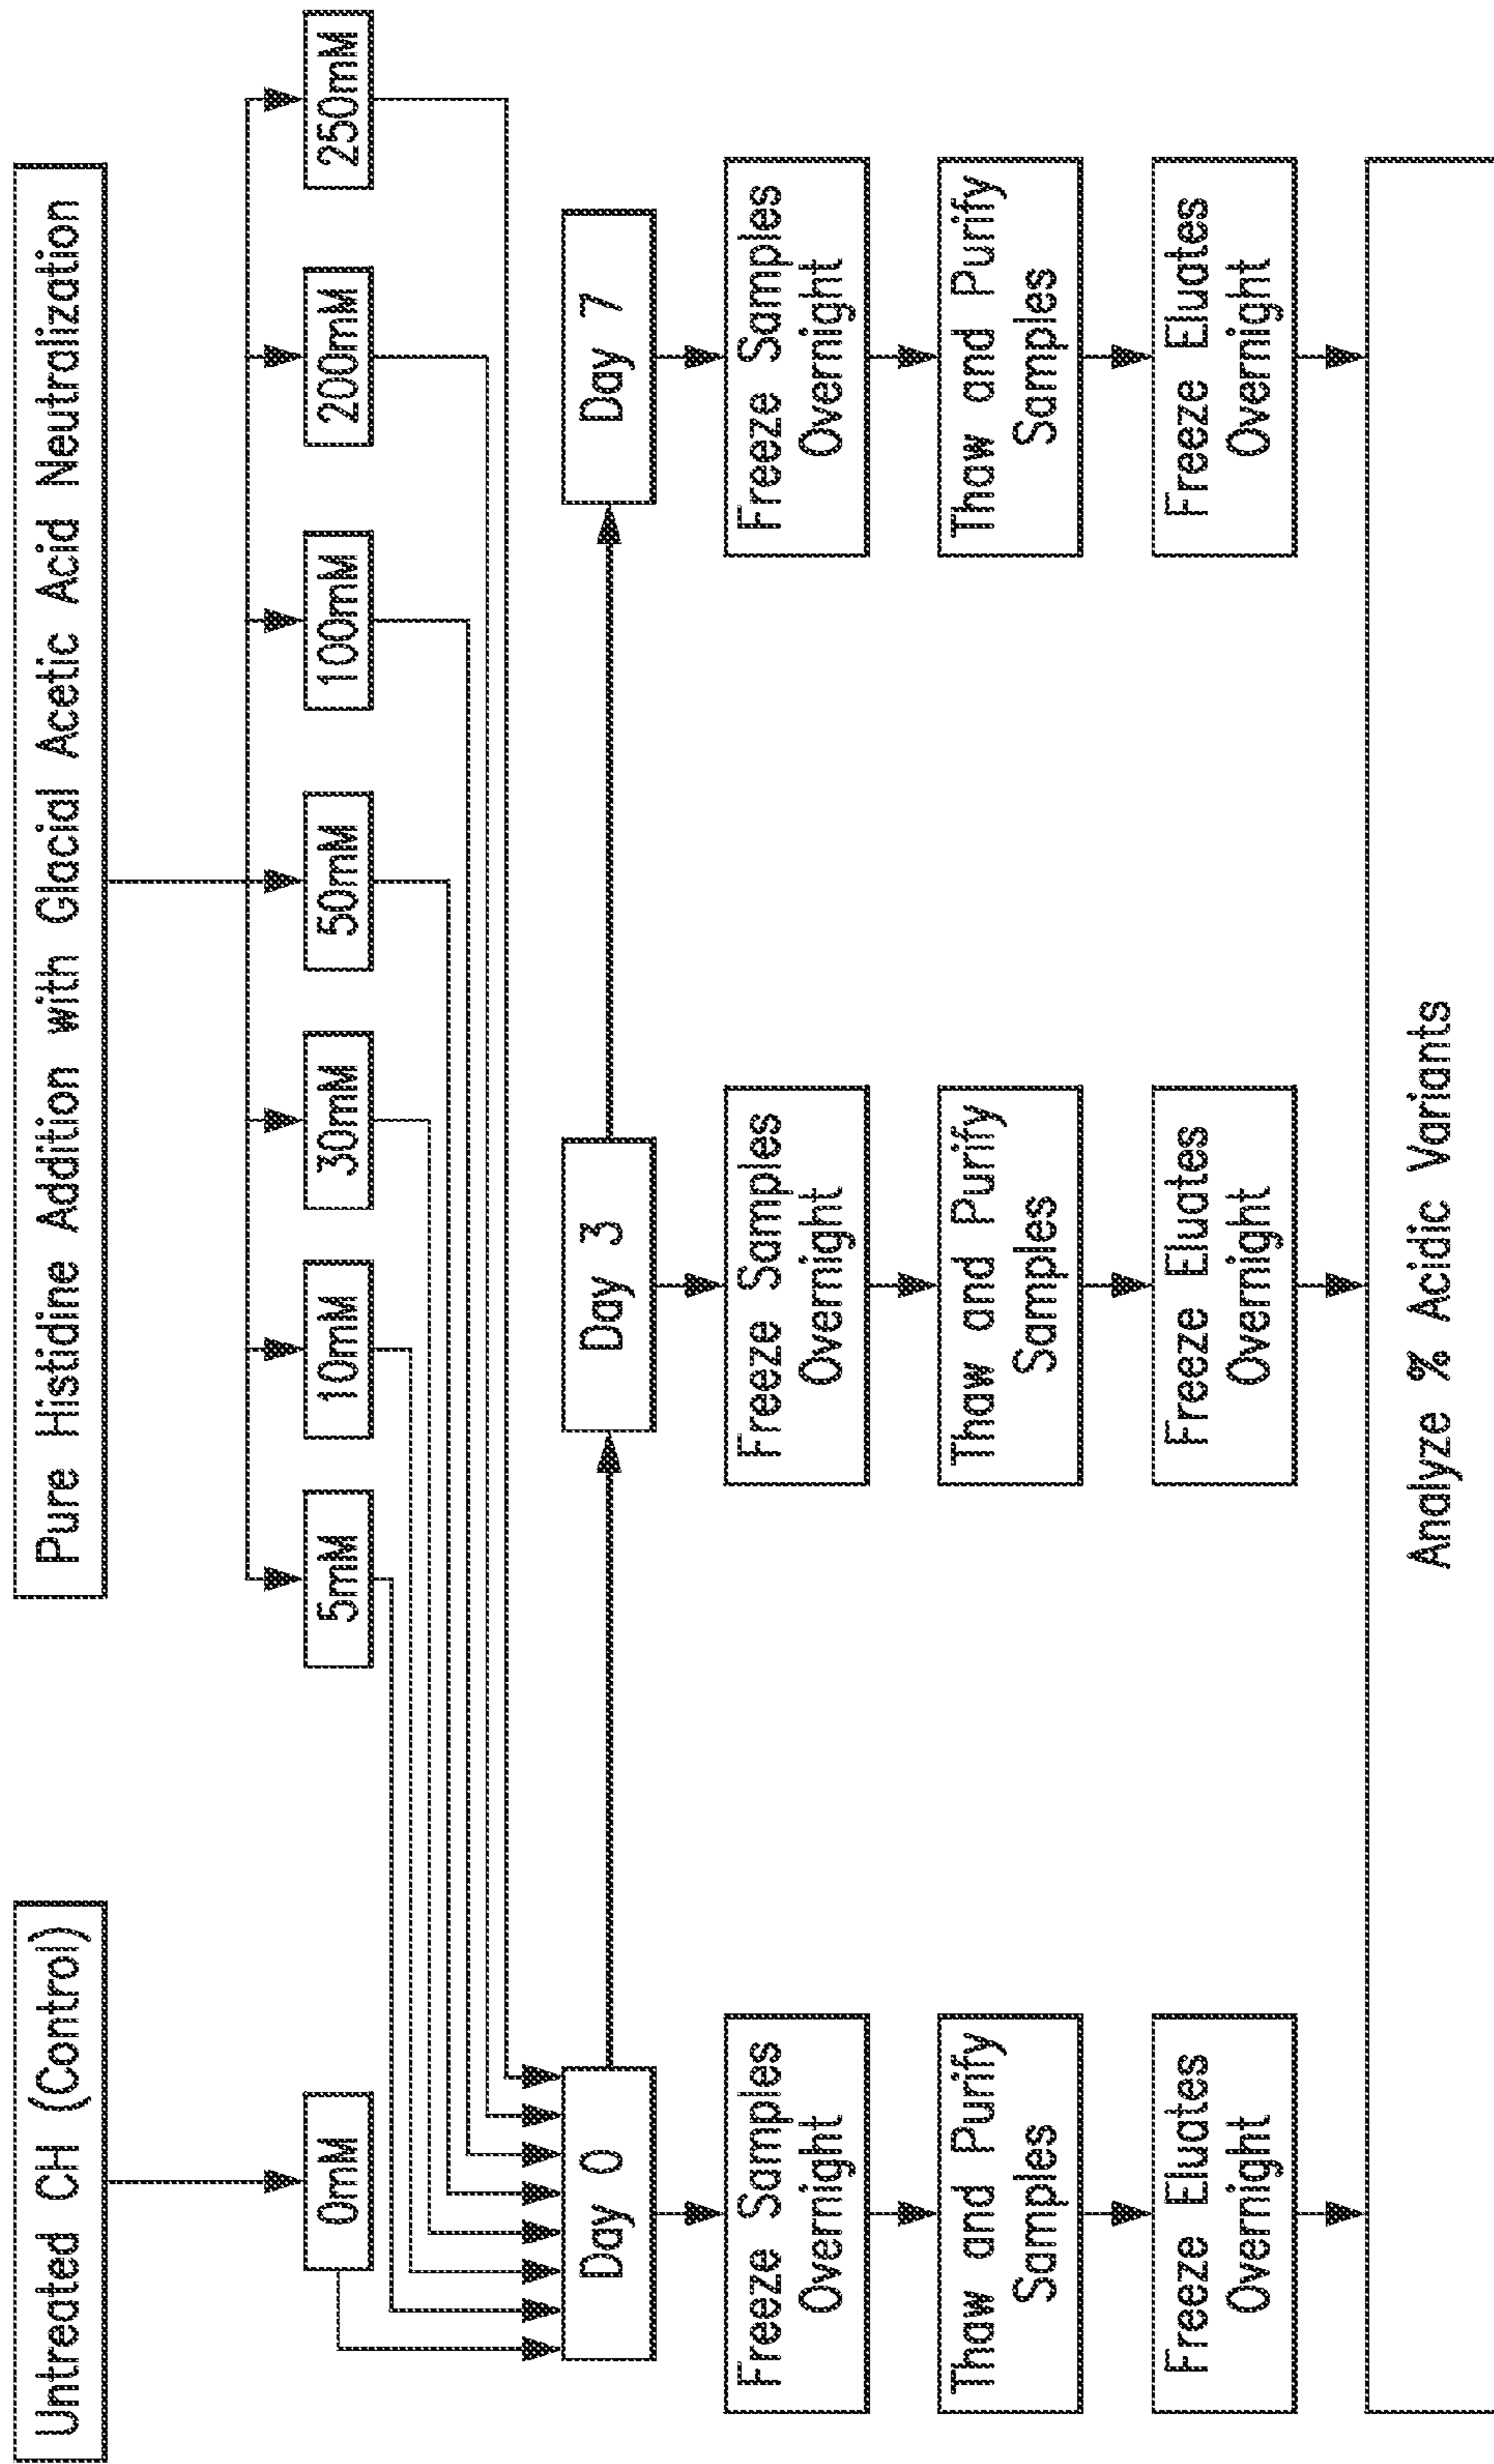 Untreated CH (Control)
Pure Histidine Addition with Glacial Acetic Acid Neutralization
0mM
5mM
10mM
30mM
50mM
100mM
200mM
250mM
Day 0
Day 3
Day 7
Freeze Samples
Overnight
Freeze Samples
Overnight
Freeze Samples
Overnight
Thaw and Purify
Samples
Thaw and Purify
Samples
Thaw and Purify
Samples
Freeze Eluates
Overnight
Freeze Eluates
Overnight
Freeze Eluates
Overnight
Analyze % Acidic Variants